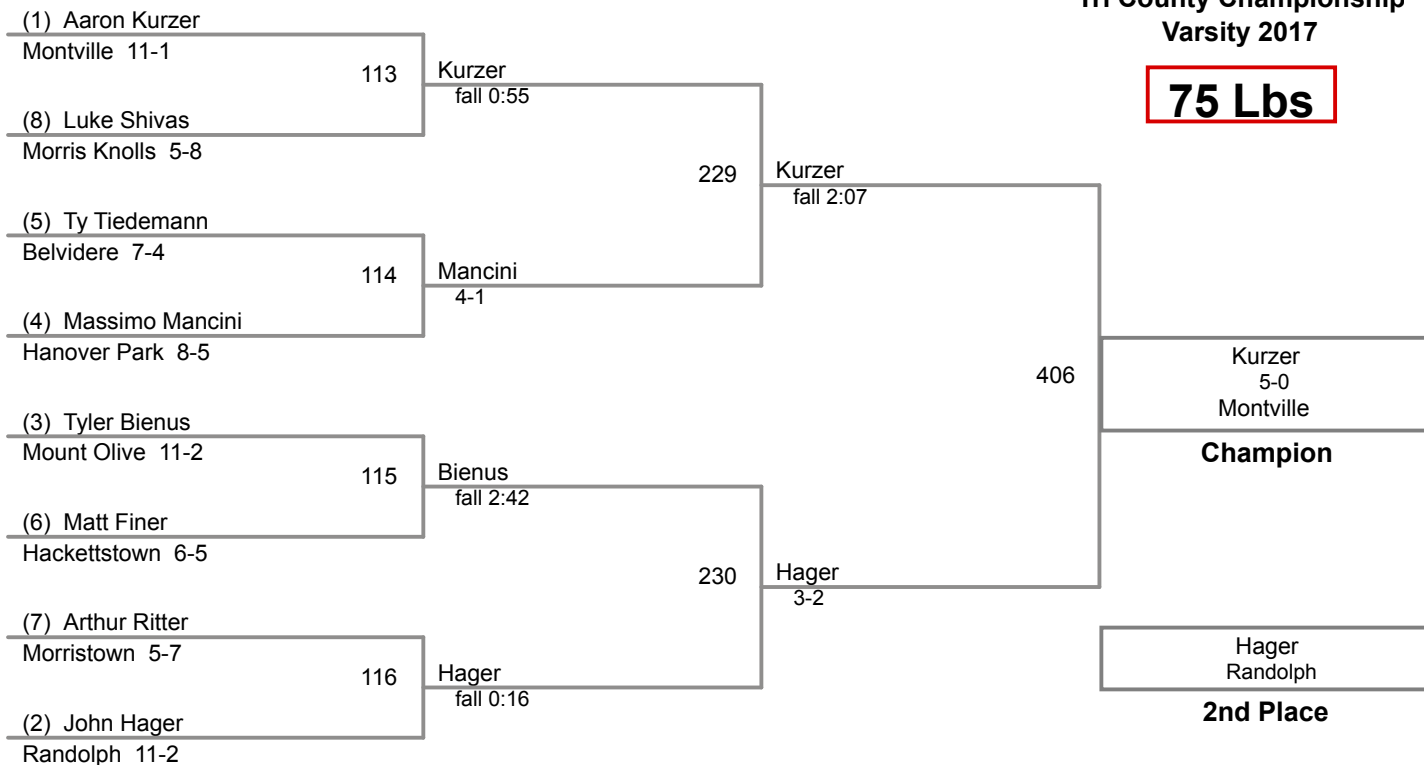 County Championship
Varsity 2017
75 Lbs
(1) Aaron Kurzer
Montville 11-1
113
Kurzer
fall 0:55
(8) Luke Shivas
Morris Knolls 5-8
229
Kurzer
fall 2:07
(5) Ty Tiedemann
Belvidere 7-4
114
Mancini
4-1
(4) Massimo Mancini
Hanover Park 8-5
406
Kurzer
5-0
Montville
Champion
(3) Tyler Bienus
Mount Olive 11-2
115
Bienus
fall 2:42
(6) Matt Finer
Hackettstown 6-5
230
Hager
3-2
(7) Arthur Ritter
Morristown 5-7
116
Hager
fall 0:16
(2) John Hager
Randolph 11-2
Hager
Randolph
2nd Place